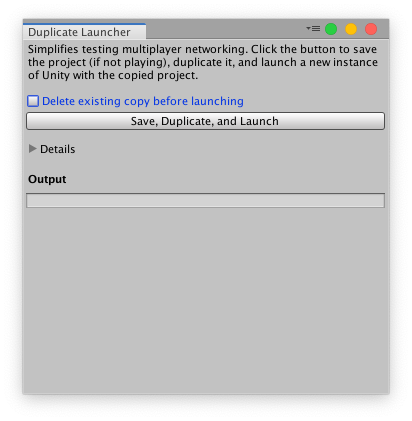 Duplicate Launcher
Simplifies testing multiplayer networking. Click the button to save
the project (if not playing), duplicate it, and launch a new instance
of Unity with the copied project.
Delete existing copy before launching
Save, Duplicate, and Launch
Details
Output